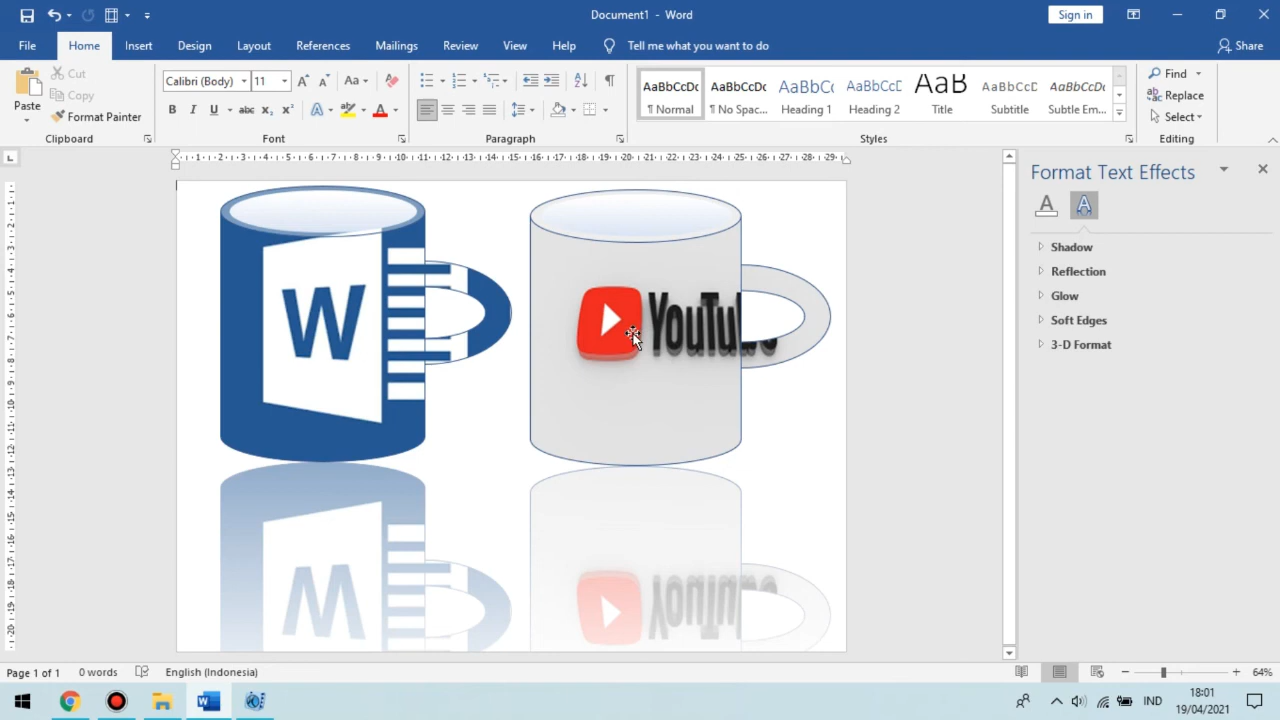 Document1 - Word
Sign in
File Home Insert Design Layout References Mailings Review View Help Tell me what you want to do Share
Paste
Cut
Copy
Format Painter
Clipboard
Calibri (Body) 11
Font
Paragraph
AaBbCcDd
¶ Normal
AaBbCcDd
¶ No Spac...
AaBbCc
Heading 1
AaBbCcD
Heading 2
AaB
Title
AaBbCcD
Subtitle
AaBbCcDd
Subtle Em...
Styles
Find
Replace
Select
Editing
Format Text Effects
Shadow
Reflection
Glow
Soft Edges
3-D Format
W
YouTube
Page 1 of 1 0 words English (Indonesia) 64%
IND
18:01
19/04/2021